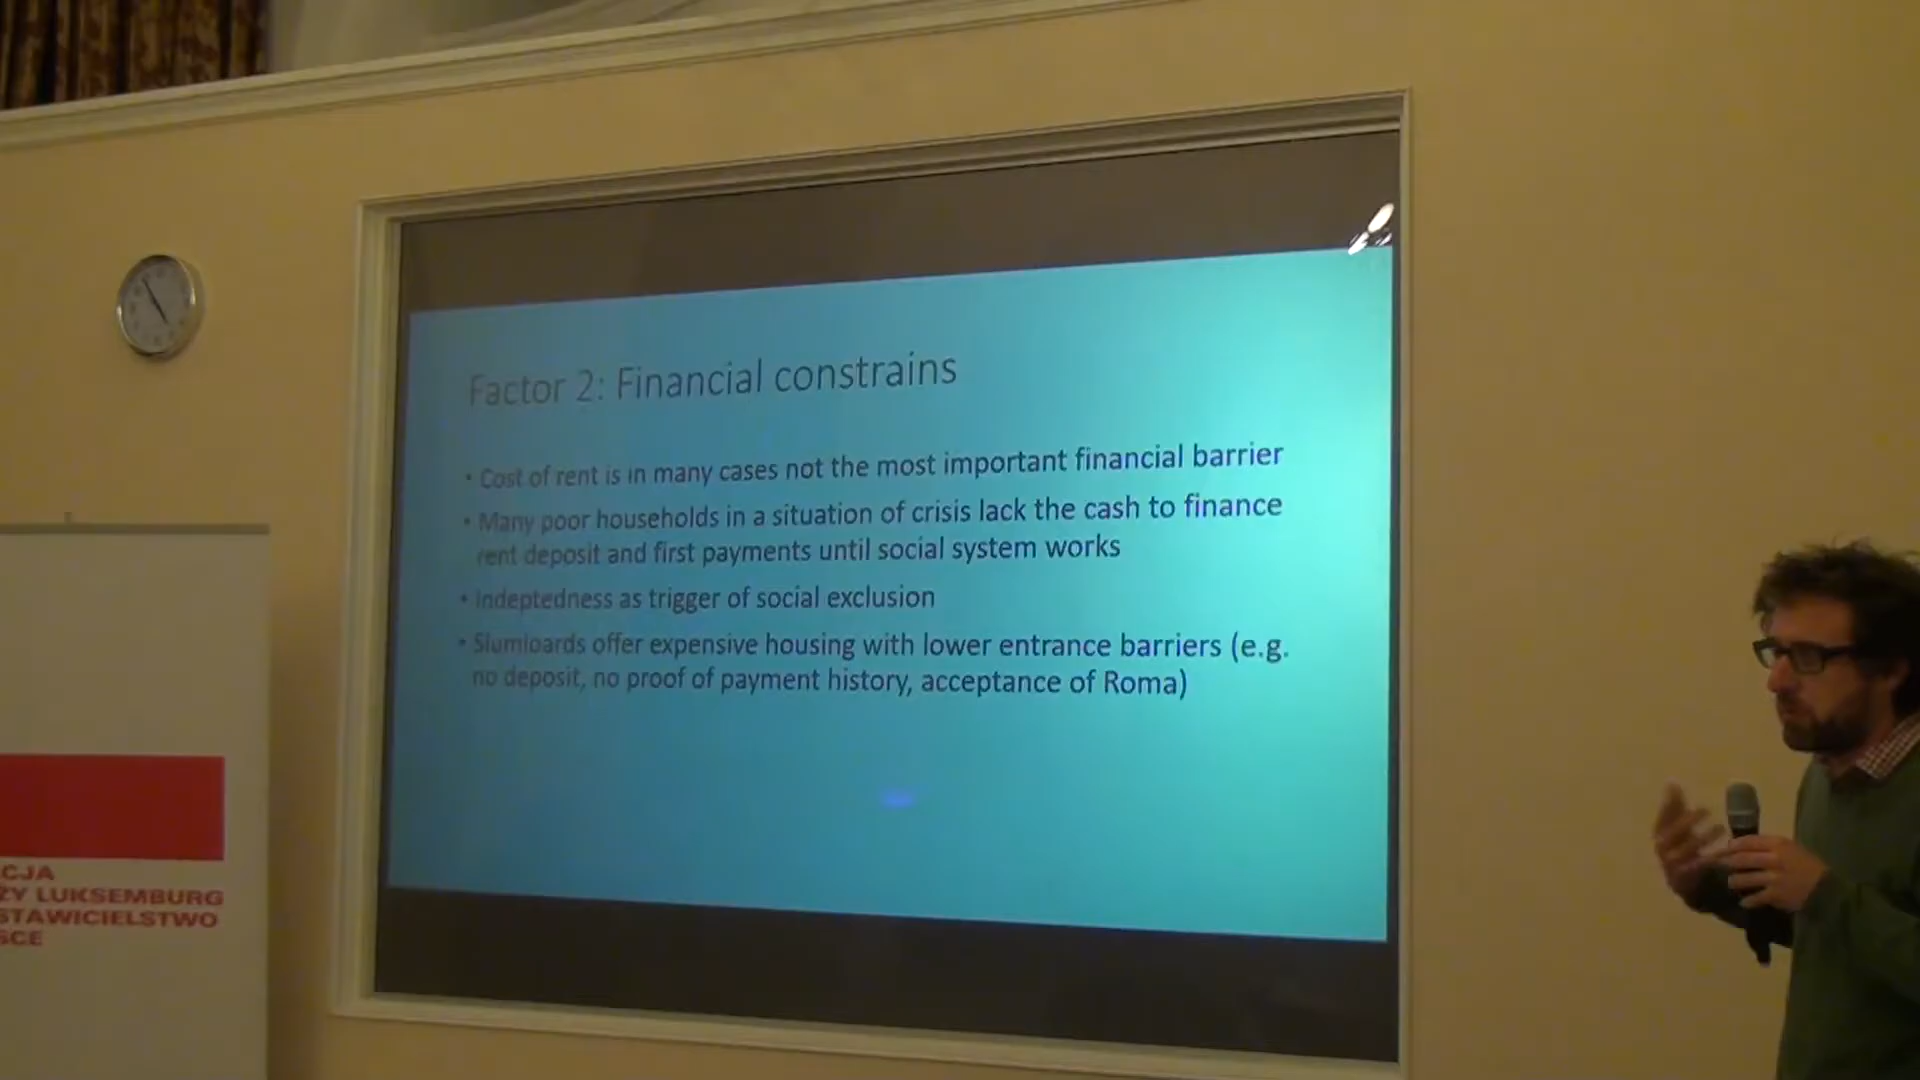 Factor 2: Financial constrains
• Cost of rent is in many cases not the most important financial barrier
• Many poor households in a situation of crisis lack the cash to finance
rent deposit and first payments until social system works
• Indeptedness as trigger of social exclusion
• Slumloards offer expensive housing with lower entrance barriers (e.g.
no deposit, no proof of payment history, acceptance of Roma)
CJA
ŻY LUKSEMBURG
STAWICIELSTWO
SCE